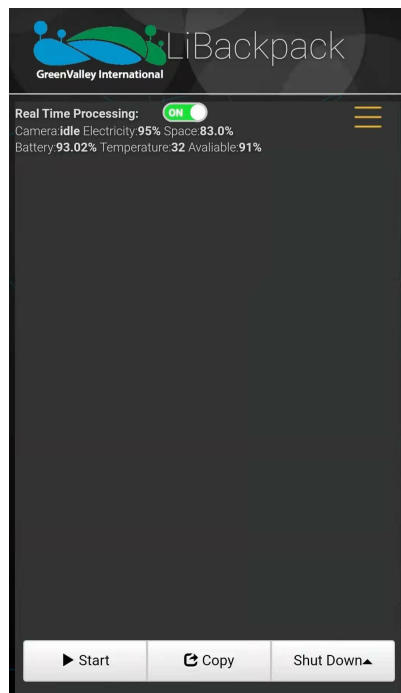 LiBackpack
GreenValley International
Real Time Processing: ON
Camera:idle Electricity:95% Space:83.0%
Battery:93.02% Temperature:32 Avaliable:91%
Start Copy Shut Down